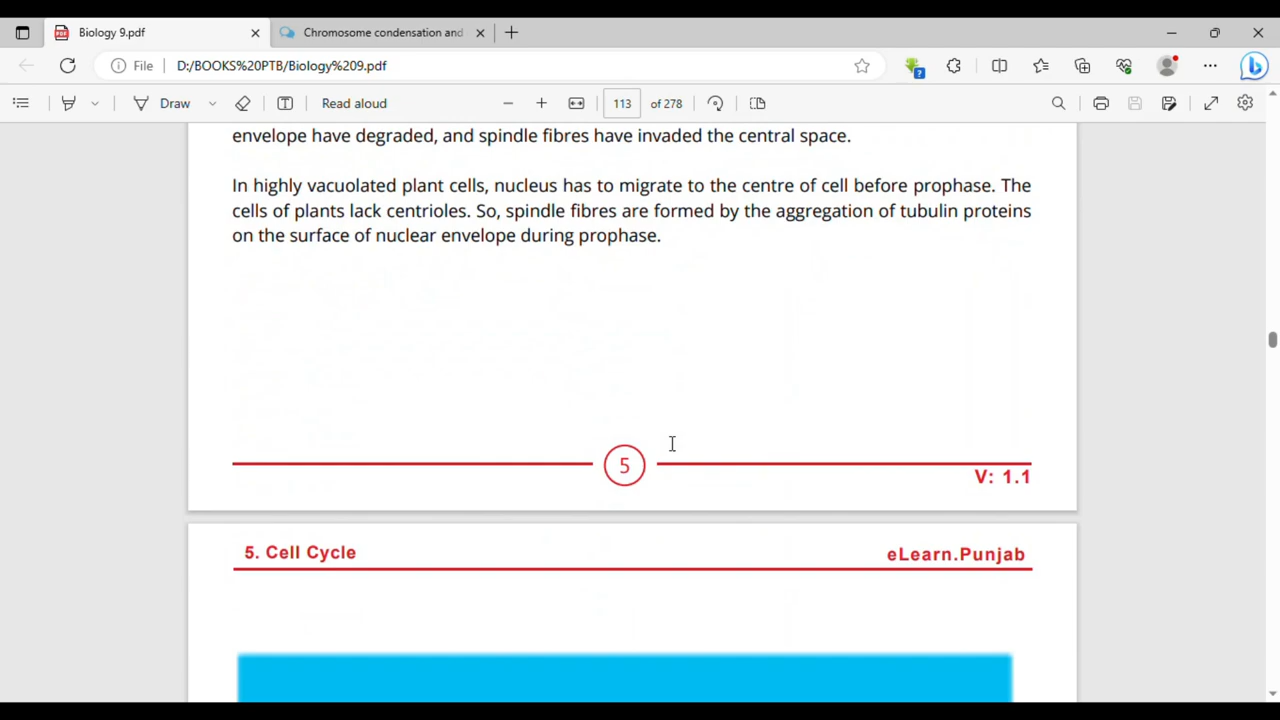 Biology 9.pdf
Chromosome condensation and
File
D:/BOOKS%20PTB/Biology%209.pdf
Draw
Read aloud
113
of 278
envelope have degraded, and spindle fibres have invaded the central space.
In highly vacuolated plant cells, nucleus has to migrate to the centre of cell before prophase. The
cells of plants lack centrioles. So, spindle fibres are formed by the aggregation of tubulin proteins
on the surface of nuclear envelope during prophase.
5
V: 1.1
5. Cell Cycle
eLearn.Punjab